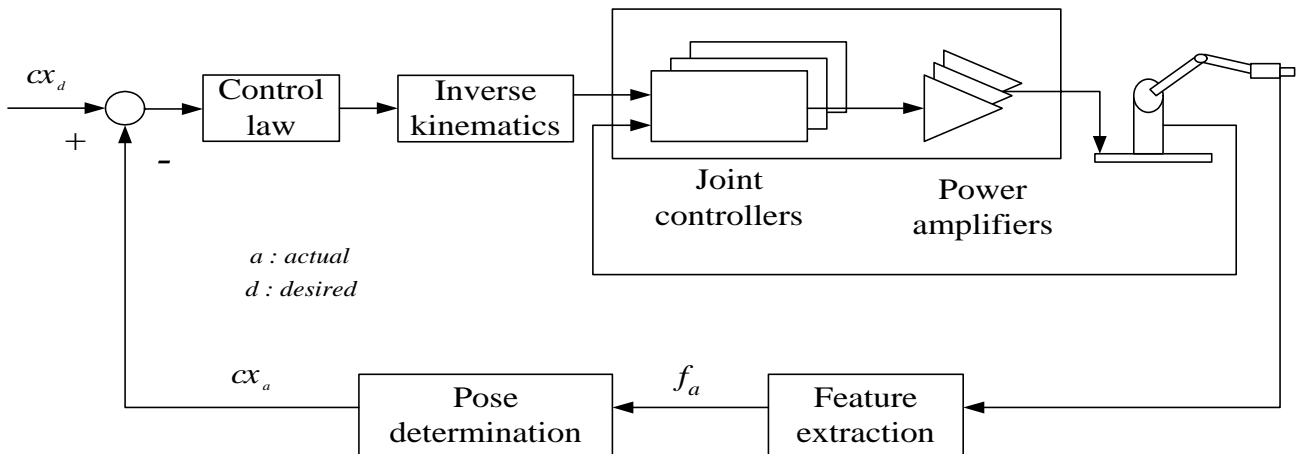 cx_d
+
-
Control
law
Inverse
kinematics
Joint
controllers
Power
amplifiers
a : actual
d : desired
cx_a
Pose
determination
f_a
Feature
extraction